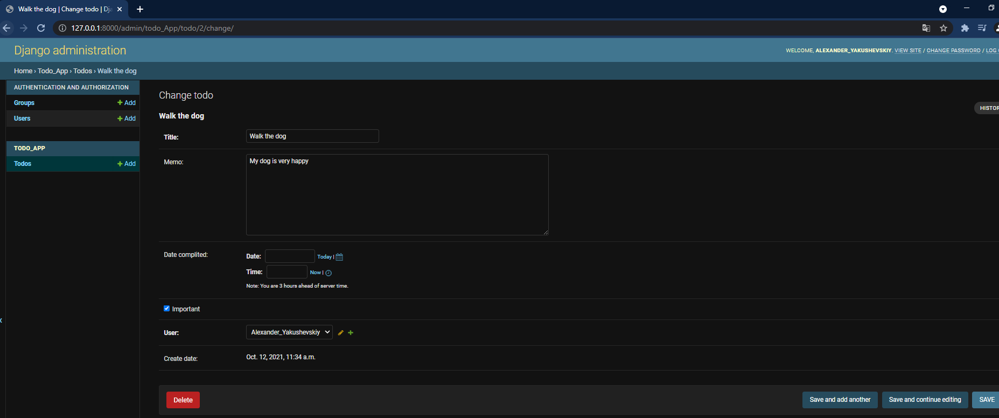 Walk the dog | Change todo | Dj
127.0.0.1:8000/admin/todo_App/todo/2/change/
Django administration
WELCOME, ALEXANDER_YAKUSHEVSKIY. VIEW SITE / CHANGE PASSWORD / LOG
Home › Todo_App › Todos › Walk the dog
AUTHENTICATION AND AUTHORIZATION
Groups + Add
Users + Add
TODO_APP
Todos + Add
Change todo
HISTOR
Walk the dog
Title: Walk the dog
Memo: My dog is very happy
Date complited: Date: Today |
Time: Now |
Note: You are 3 hours ahead of server time.
Important
User: Alexander_Yakushevskiy
Create date: Oct. 12, 2021, 11:34 a.m.
Delete Save and add another Save and continue editing SAVE